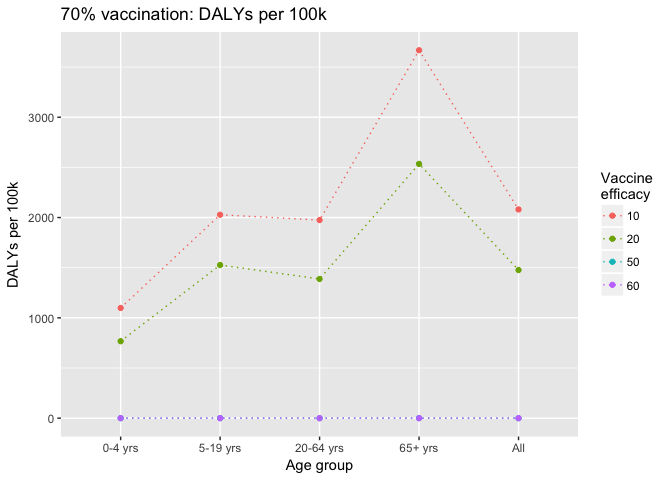 70% vaccination: DALYs per 100k
DALYs per 100k
3000
2000
1000
0
0-4 yrs
5-19 yrs
20-64 yrs
65+ yrs
All
Age group
Vaccine
efficacy
10
20
50
60